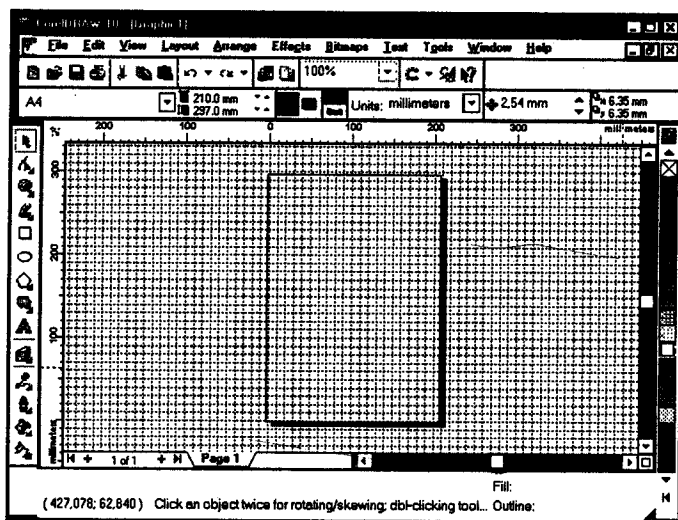 CorelDRAW 10 - [Graphic1]
File Edit View Layout Arrange Effects Bitmaps Text Tools Window Help
100%
A4 210.0 mm 297.0 mm Units: millimeters 2,54 mm 6.35 mm 6.35 mm
200 100 0 100 200 300 millimeters
300
200
100
millimeters
1 of 1 Page 1
Fill:
( 427,078; 62,840 ) Click an object twice for rotating/skewing; dbl-clicking tool... Outline: